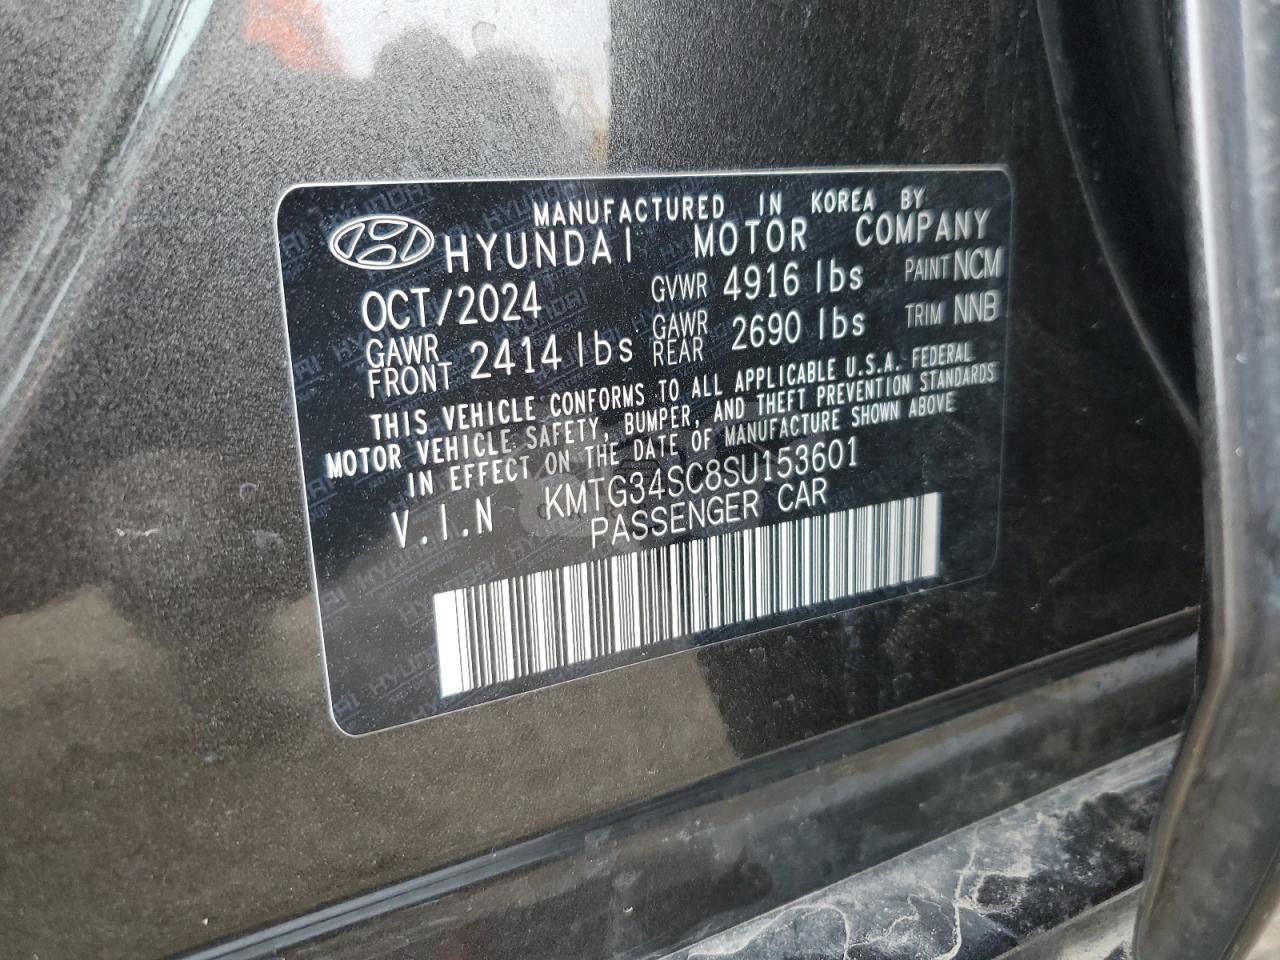 MANUFACTURED IN KOREA BY
HYUNDAI MOTOR COMPANY
OCT/2024 GVWR 4916 lbs PAINT NCM
GAWR FRONT 2414 lbs GAWR REAR 2690 lbs TRIM NNB
THIS VEHICLE CONFORMS TO ALL APPLICABLE U.S.A. FEDERAL
MOTOR VEHICLE SAFETY, BUMPER, AND THEFT PREVENTION STANDARDS
IN EFFECT ON THE DATE OF MANUFACTURE SHOWN ABOVE
V.I.N KMTG34SC8SU153601
PASSENGER CAR